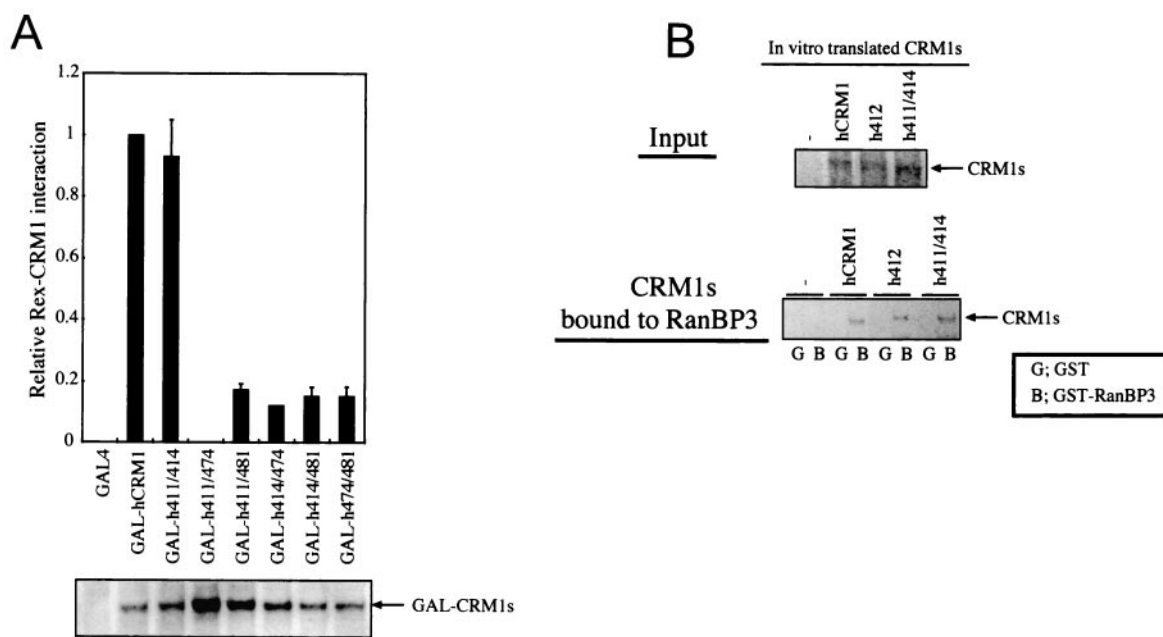 A
Relative Rex-CRM1 interaction
1.2
1
0.8
0.6
0.4
0.2
0
GAL4
GAL-hCRM1
GAL-h411/414
GAL-h411/474
GAL-h411/481
GAL-h414/474
GAL-h414/481
GAL-h474/481
GAL-CRM1s
B
In vitro translated CRM1s
- hCRM1 h412 h411/414
Input
CRM1s
- hCRM1 h412 h411/414
CRM1s
bound to RanBP3
CRM1s
G B G B G B G B
G; GST
B; GST-RanBP3